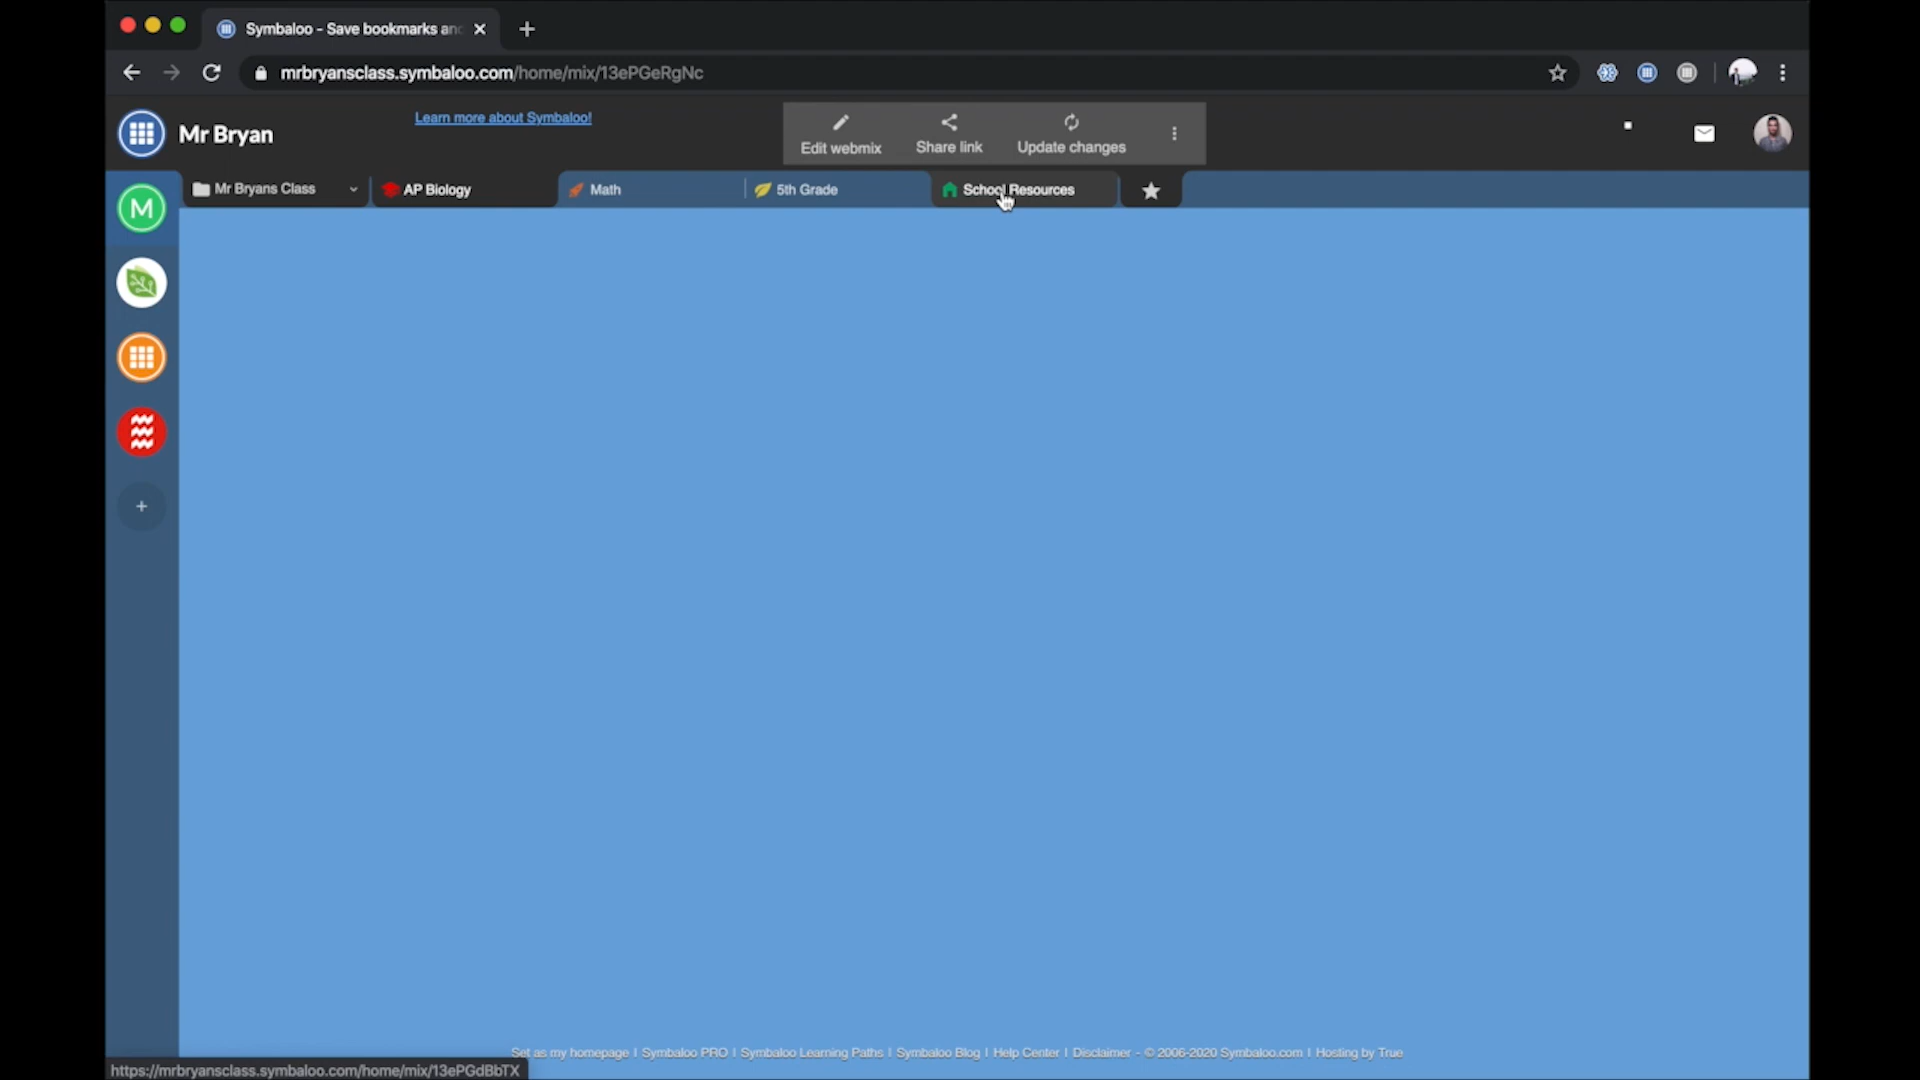 Symbaloo - Save bookmarks an
mrbryansclass.symbaloo.com/home/mix/13ePGeRgNc
Mr Bryan
Learn more about Symbaloo!
Edit webmix
Share link
Update changes
M
Mr Bryans Class
AP Biology
Math
5th Grade
School Resources
Set as my homepage | Symbaloo PRO | Symbaloo Learning Paths | Symbaloo Blog | Help Center | Disclaimer - © 2006-2020 Symbaloo.com | Hosting by True
https://mrbryansclass.symbaloo.com/home/mix/13ePGdBbTX